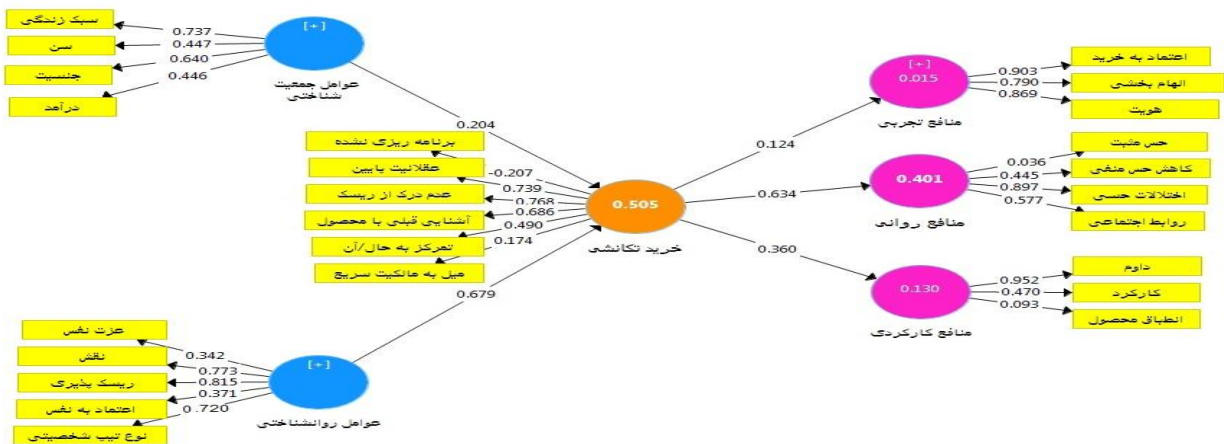 سبک زندگی
سن
جنسیت
درآمد
0.737
0.447
0.640
0.446
[+]
عوامل جمعیت
شناختی
0.204
برنامه ریزی نشده
عقلانیت پایین
عدم درک از ریسک
آشنایی قبلی با محصول
تمرکز به حال/آن
میل به مالکیت سریع
-0.207
0.739
0.768
0.686
0.490
0.174
0.505
خرید تکانشی
0.679
عزت نفس
نقش
ریسک پذیری
اعتماد به نفس
نوع تیپ شخصیتی
0.342
0.773
0.815
0.371
0.720
[+]
عوامل روانشناختی
0.124
0.634
0.360
[+]
0.015
منافع تجربی
0.903
0.790
0.869
اعتماد به خرید
الهام بخشی
هویت
0.401
منافع روانی
0.036
0.445
0.897
0.577
حس مثبت
کاهش حس منفی
اختلالات حسی
روابط اجتماعی
0.130
منافع کارکردی
0.952
0.470
0.093
داوم
کارکرد
انطباق محصول